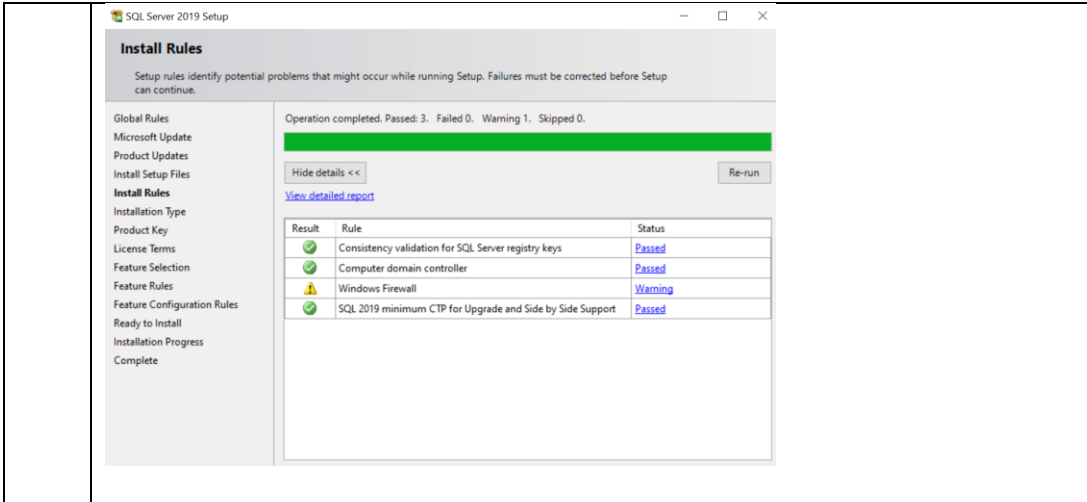 SQL Server 2019 Setup
Install Rules
Setup rules identify potential problems that might occur while running Setup. Failures must be corrected before Setup
can continue.
Global Rules
Microsoft Update
Product Updates
Install Setup Files
Install Rules
Installation Type
Product Key
License Terms
Feature Selection
Feature Rules
Feature Configuration Rules
Ready to Install
Installation Progress
Complete
Operation completed. Passed: 3. Failed 0. Warning 1. Skipped 0.
Hide details <<
Re-run
View detailed report
Result Rule Status
Consistency validation for SQL Server registry keys Passed
Computer domain controller Passed
Windows Firewall Warning
SQL 2019 minimum CTP for Upgrade and Side by Side Support Passed